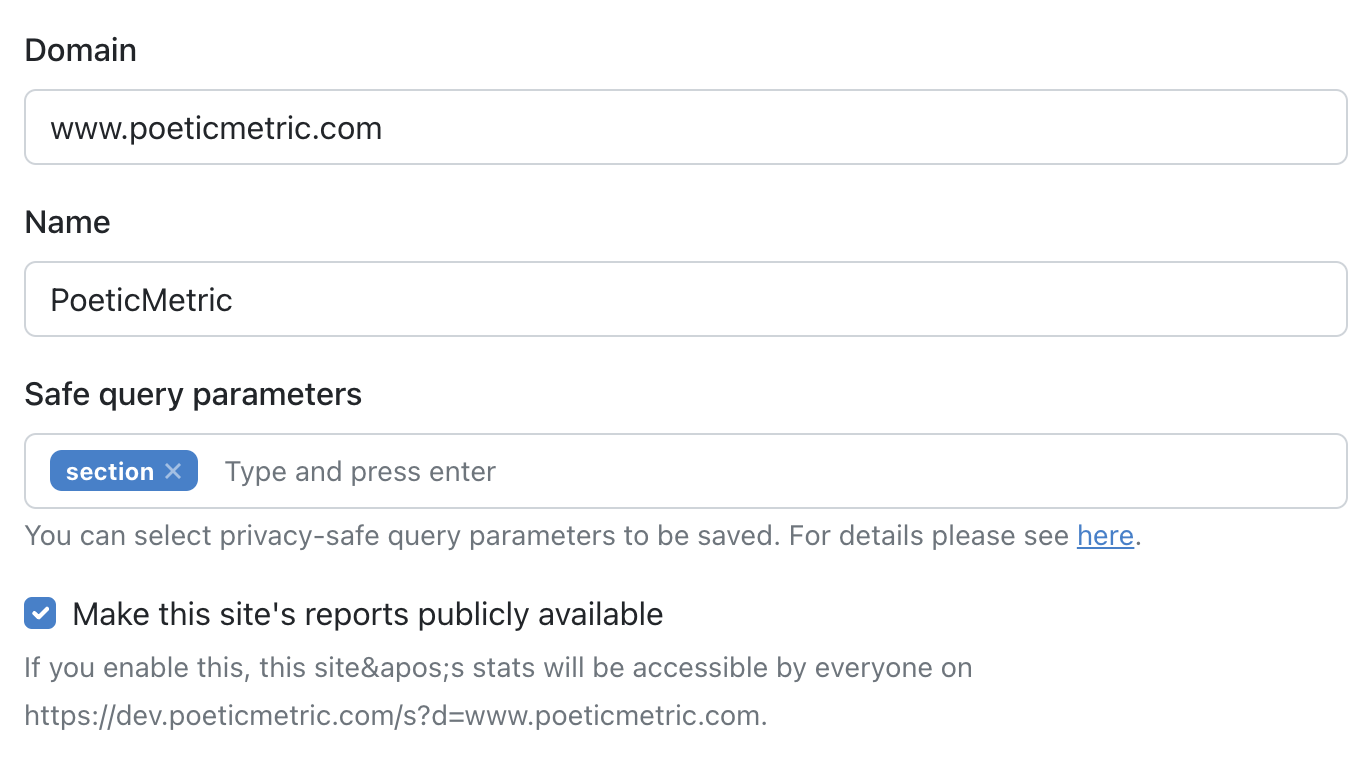 Domain
www.poeticmetric.com
Name
PoeticMetric
Safe query parameters
section × Type and press enter
You can select privacy-safe query parameters to be saved. For details please see here.
Make this site's reports publicly available
If you enable this, this site&apos;s stats will be accessible by everyone on
https://dev.poeticmetric.com/s?d=www.poeticmetric.com.